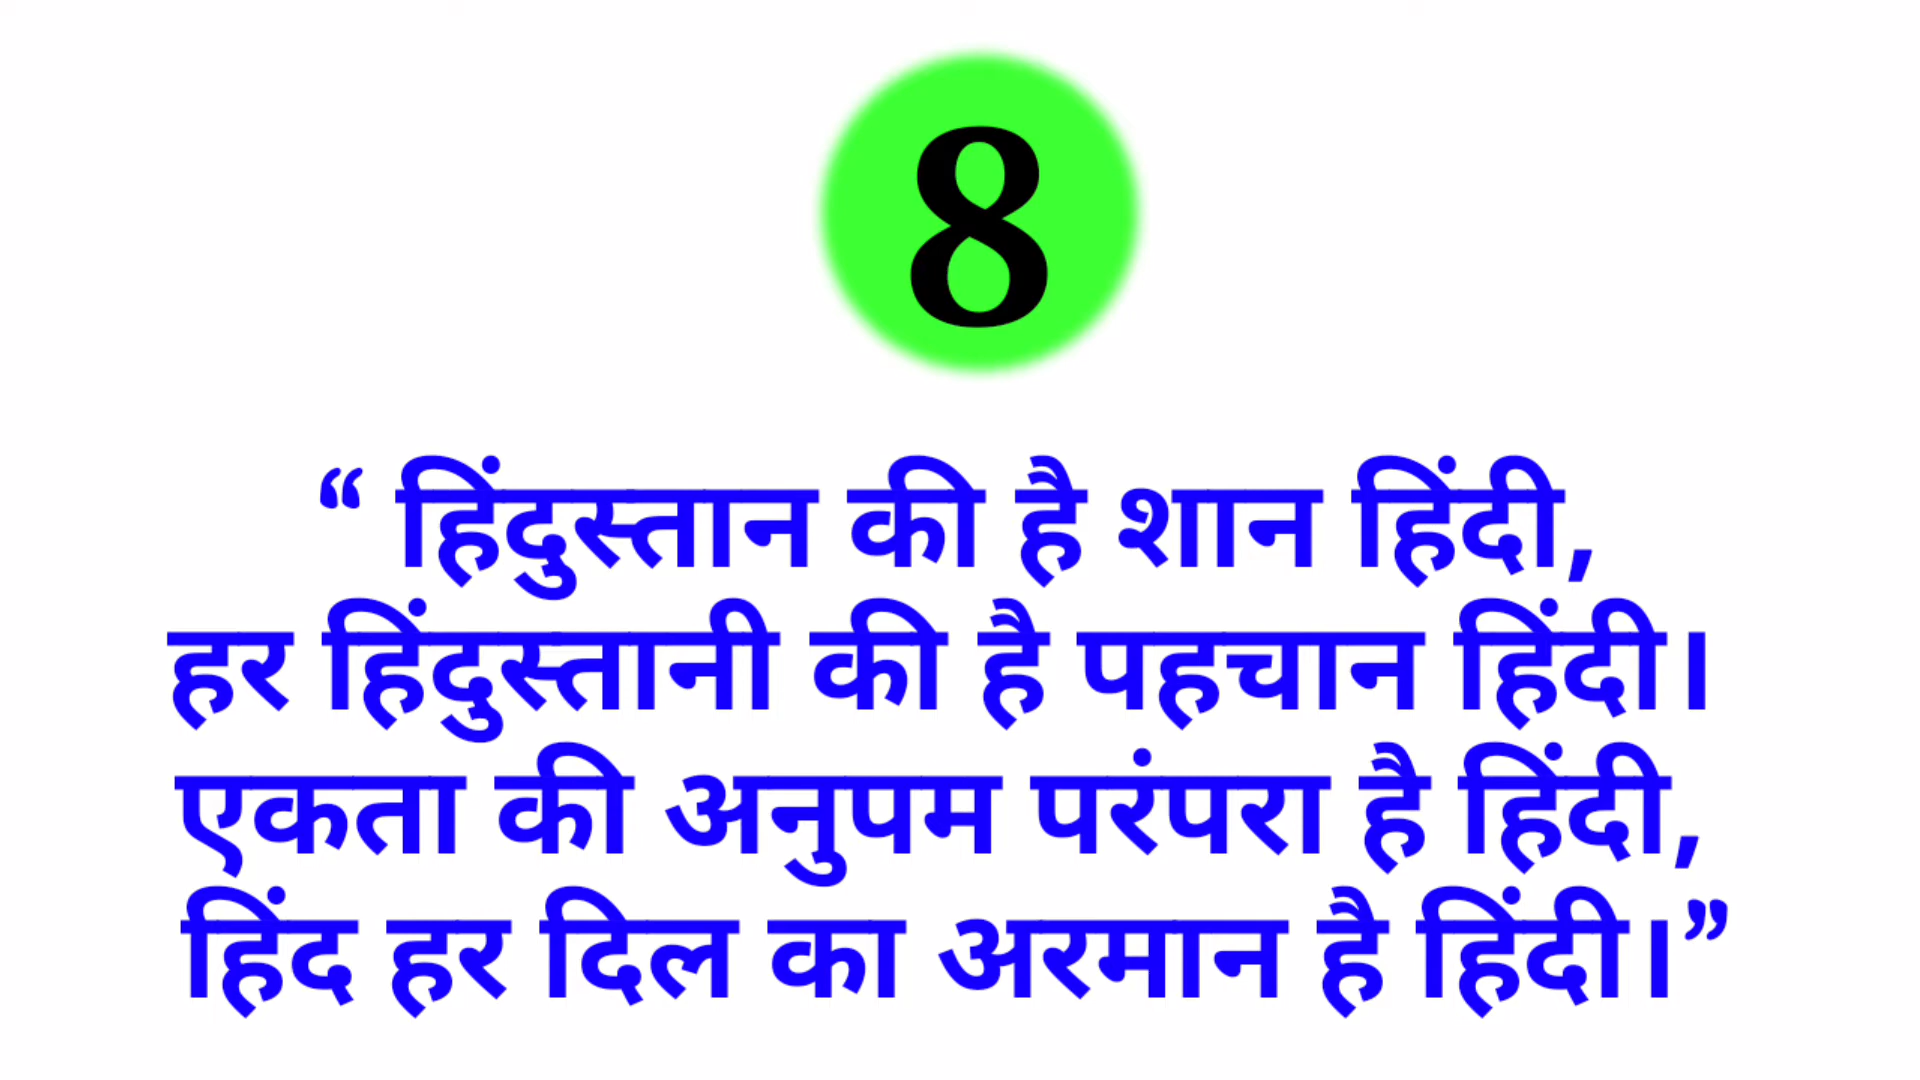 8
“ हिंदुस्तान की है शान हिंदी,
हर हिंदुस्तानी की है पहचान हिंदी।
एकता की अनुपम परंपरा है हिंदी,
हिंद हर दिल का अरमान है हिंदी।”